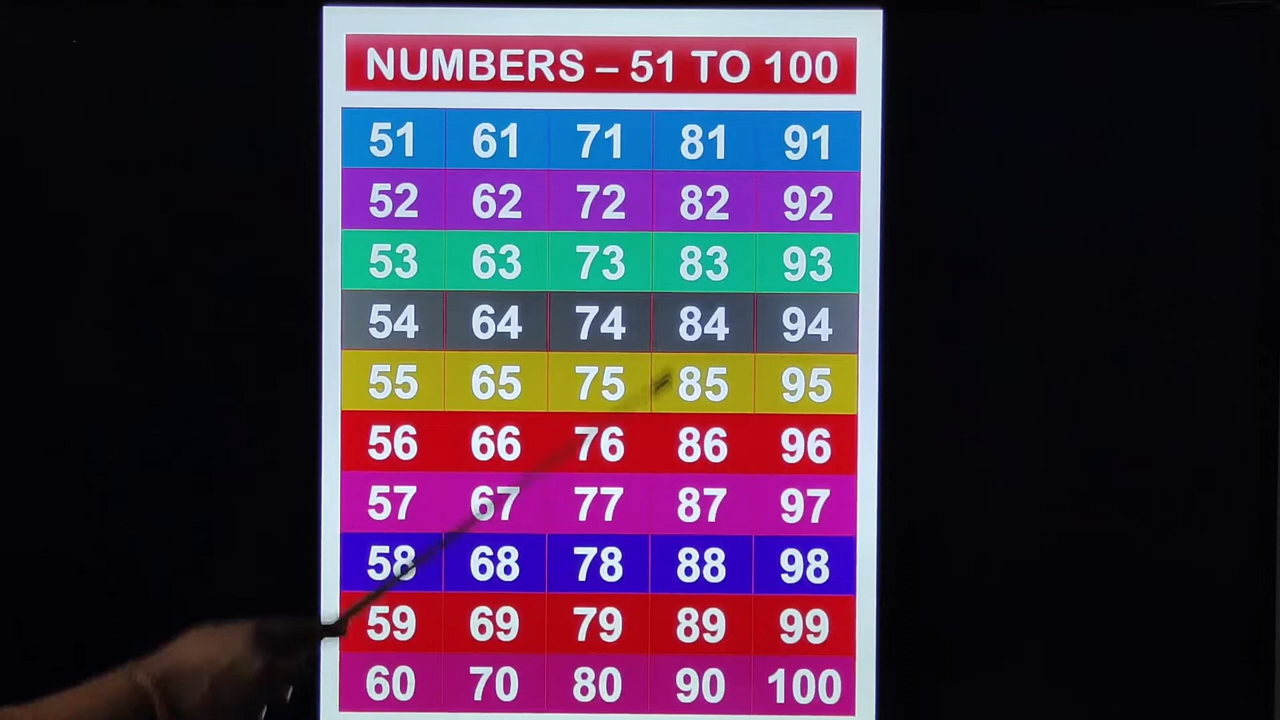 NUMBERS – 51 TO 100
51 61 71 81 91
52 62 72 82 92
53 63 73 83 93
54 64 74 84 94
55 65 75 85 95
56 66 76 86 96
57 67 77 87 97
58 68 78 88 98
59 69 79 89 99
60 70 80 90 100